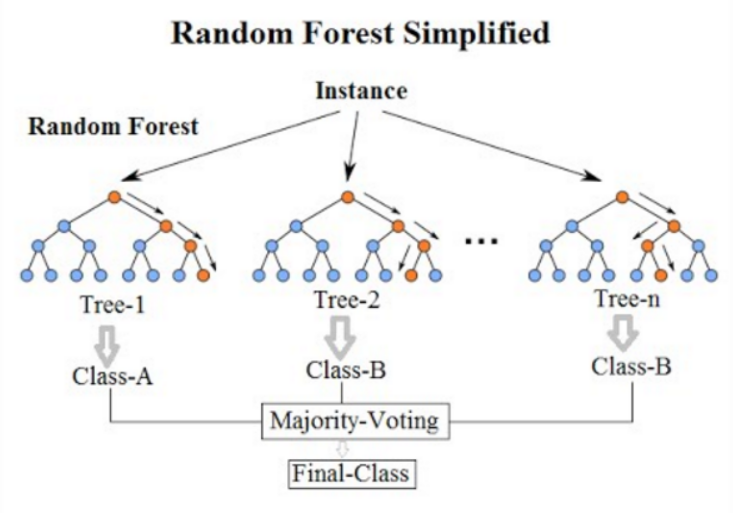 Random Forest Simplified
Instance
Random Forest
...
Tree-1
Tree-2
Tree-n
Class-A
Class-B
Class-B
Majority-Voting
Final-Class